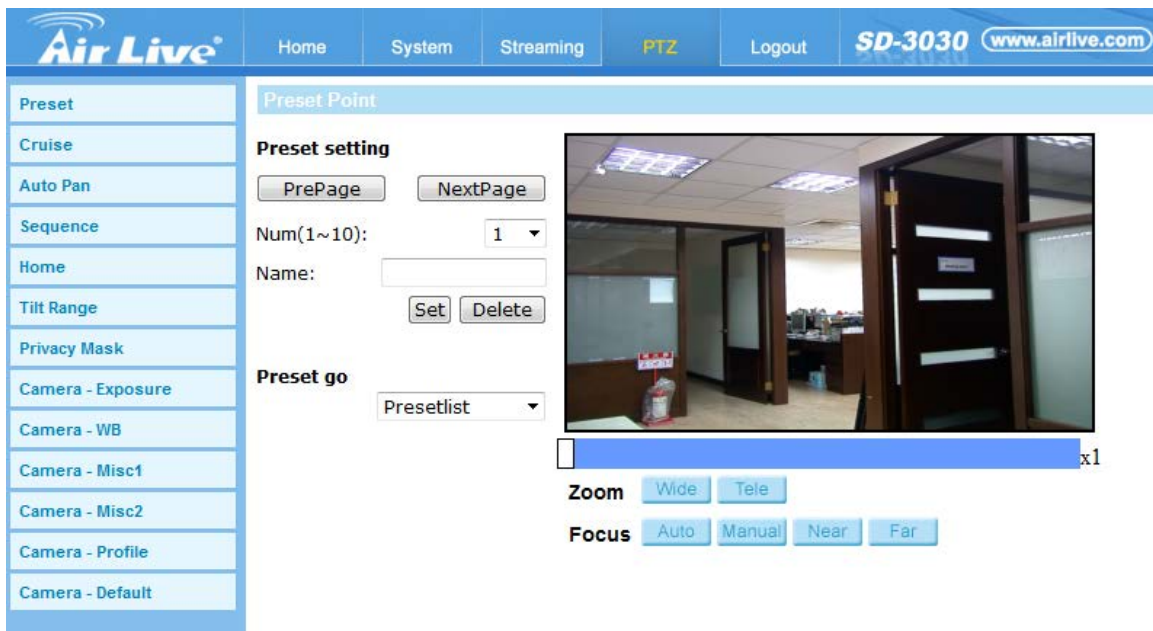 Air Live
Home
System
Streaming
PTZ
Logout
SD-3030
www.airlive.com
Preset
Cruise
Auto Pan
Sequence
Home
Tilt Range
Privacy Mask
Camera - Exposure
Camera - WB
Camera - Misc1
Camera - Misc2
Camera - Profile
Camera - Default
Preset Point
Preset setting
PrePage NextPage
Num(1~10): 1
Name:
Set Delete
Preset go
Presetlist
x1
Zoom Wide Tele
Focus Auto Manual Near Far